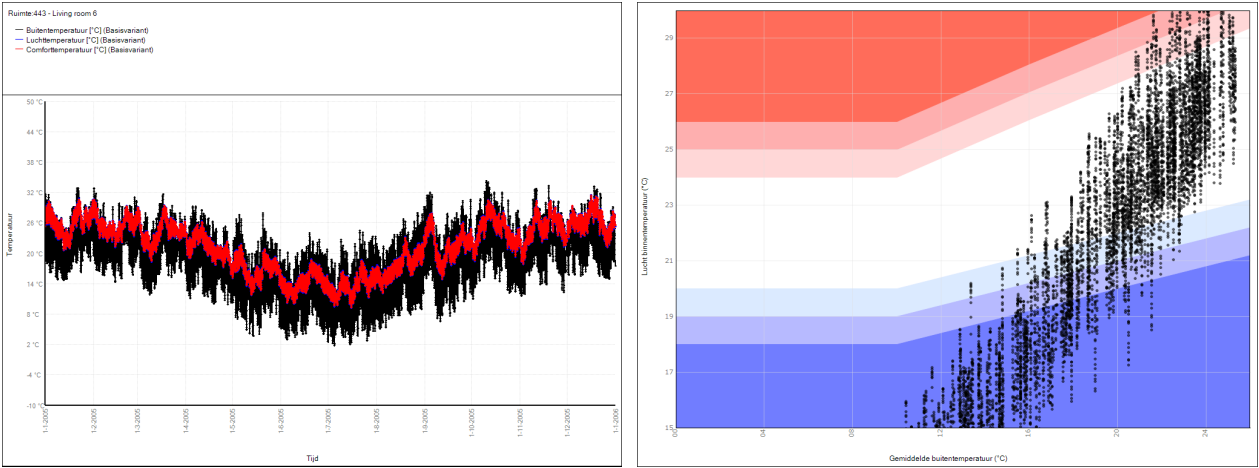 Ruimte:443 - Living room 6
Buitentemperatuur [°C] (Basisvariant)
Luchttemperatuur [°C] (Basisvariant)
Comforttemperatuur [°C] (Basisvariant)
Temperatuur
50 °C
44 °C
38 °C
32 °C
26 °C
20 °C
14 °C
8 °C
2 °C
-4 °C
-10 °C
1-1-2005
1-2-2005
1-3-2005
1-4-2005
1-5-2005
1-6-2005
1-7-2005
1-8-2005
1-9-2005
1-10-2005
1-11-2005
1-12-2005
1-1-2006
Tijd
Lucht binnentemperatuur (°C)
29
27
25
23
21
19
17
15
00
04
08
12
16
20
24
Gemiddelde buitentemperatuur (°C)